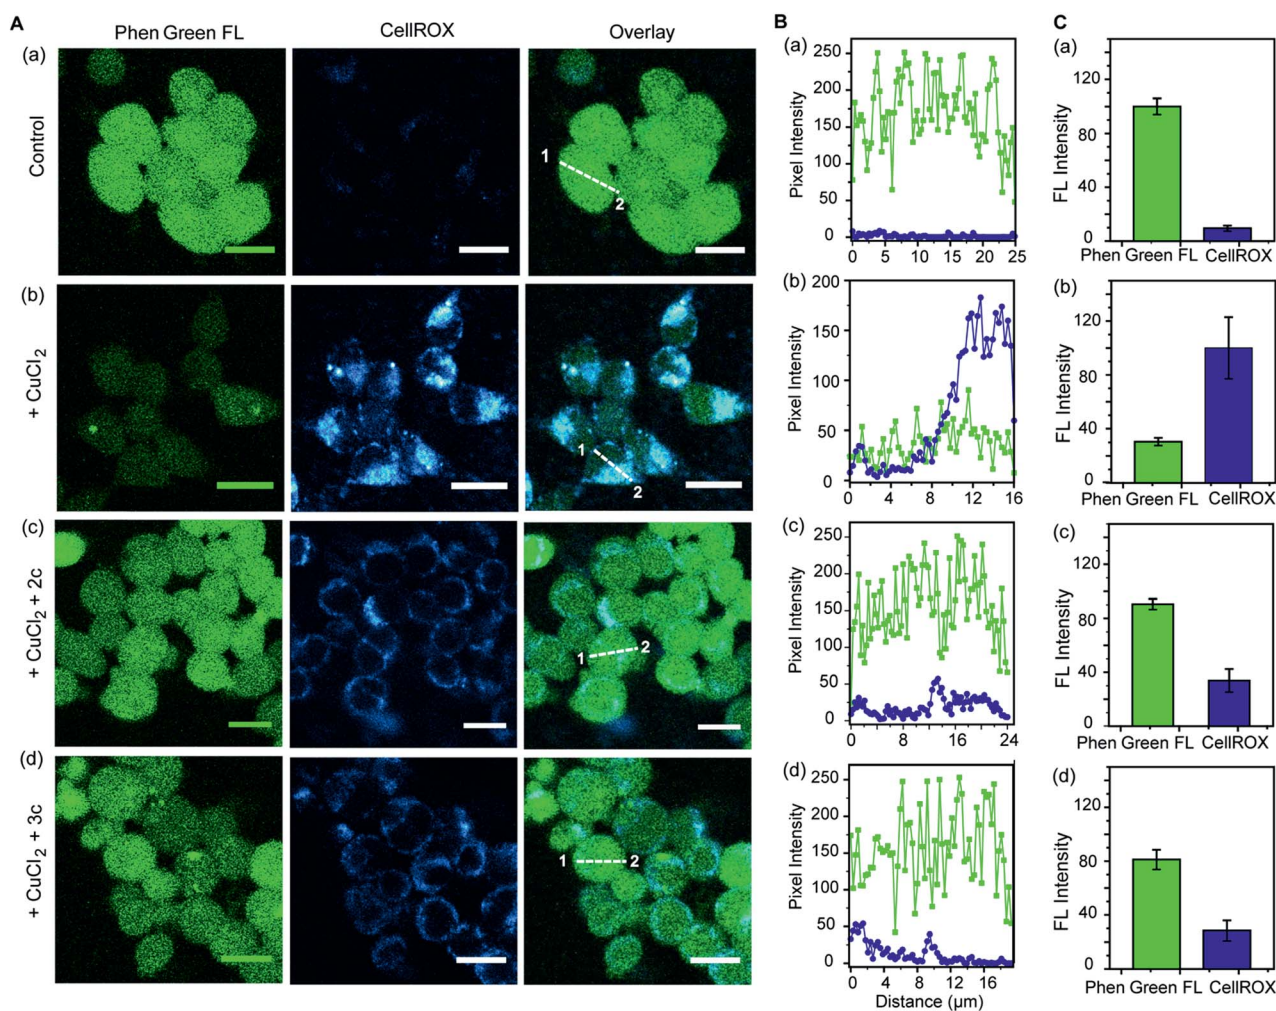 A
Phen Green FL
CellROX
Overlay
(a)
Control
1
2
(b)
+ CuCl2
1
2
(c)
+ CuCl2 + 2c
1
2
(d)
+ CuCl2 + 3c
1
2
B
(a)
Pixel Intensity
250
200
150
100
50
0
0 5 10 15 20 25
(b)
Pixel Intensity
200
150
100
50
0
0 4 8 12 16
(c)
Pixel Intensity
250
200
150
100
50
0
0 8 16 24
(d)
Pixel Intensity
250
200
150
100
50
0
0 4 8 12 16
Distance (µm)
C
(a)
FL Intensity
120
80
40
0
Phen Green FL CellROX
(b)
FL Intensity
120
80
40
0
Phen Green FL CellROX
(c)
FL Intensity
120
80
40
0
Phen Green FL CellROX
(d)
FL Intensity
120
80
40
0
Phen Green FL CellROX